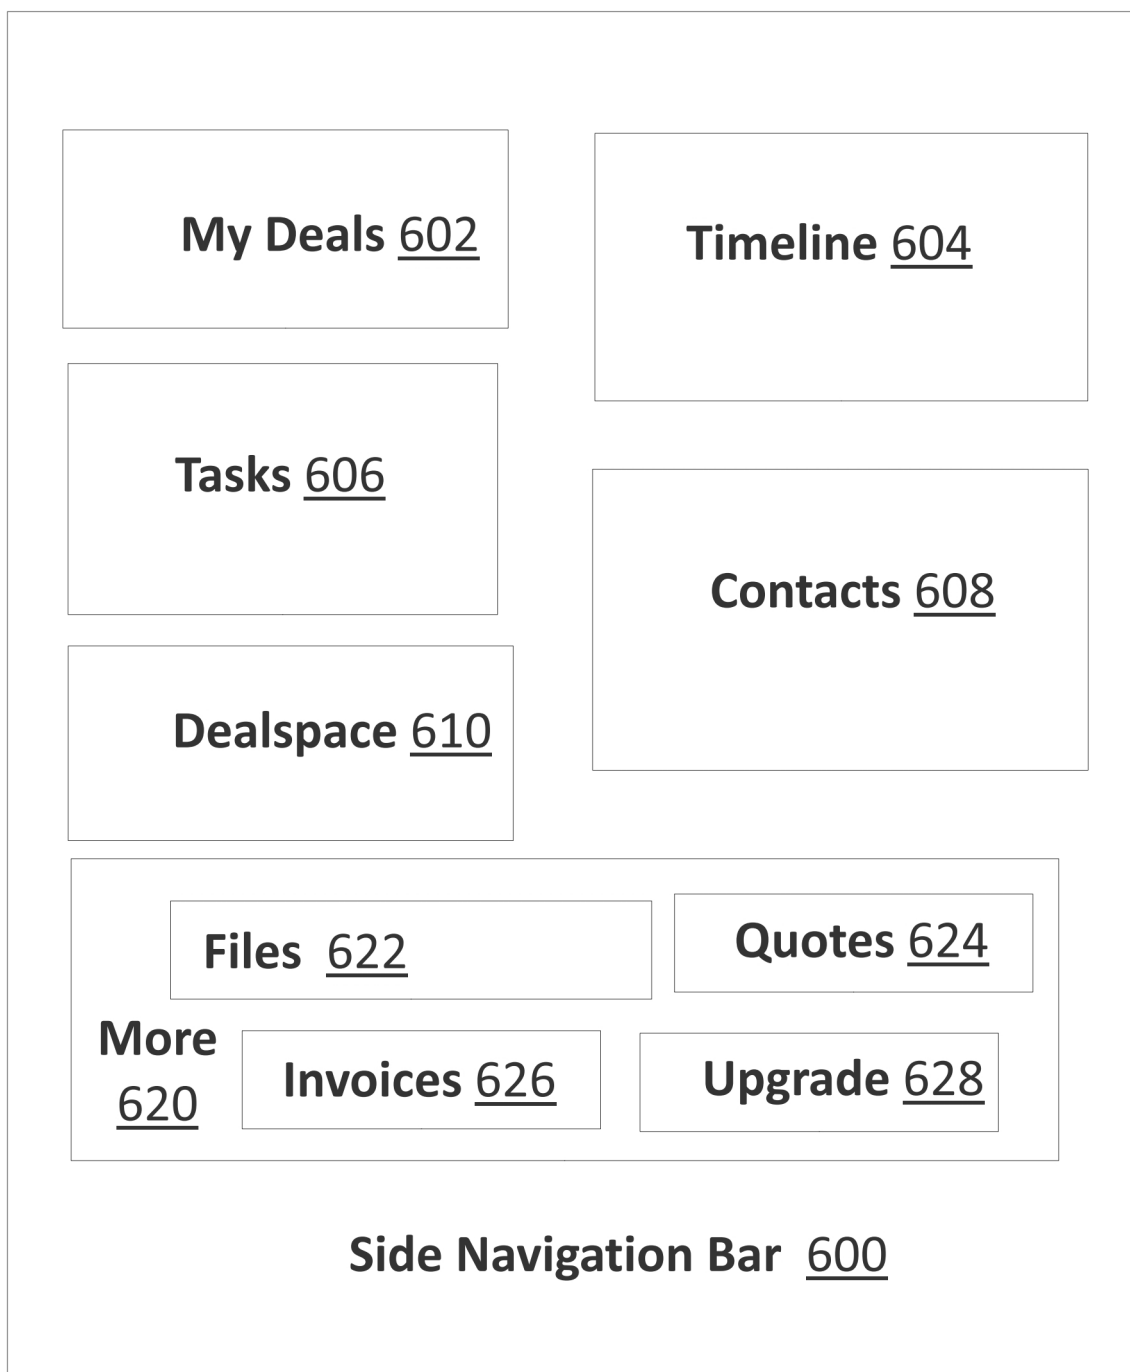 My Deals 602
Timeline 604
Tasks 606
Contacts 608
Dealspace 610
Files 622
Quotes 624
More
620
Invoices 626
Upgrade 628
Side Navigation Bar 600